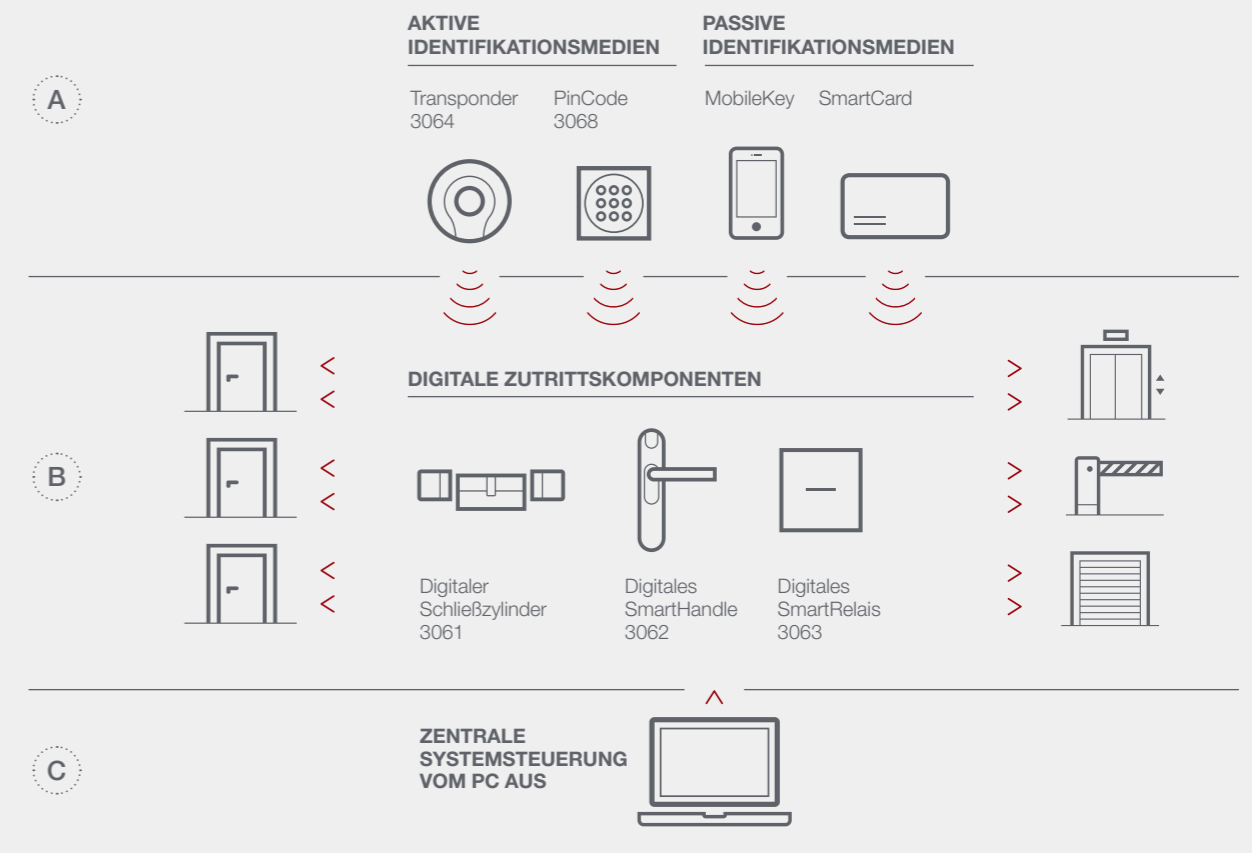 A
AKTIVE
IDENTIFIKATIONSMEDIEN
Transponder
3064
PinCode
3068
PASSIVE
IDENTIFIKATIONSMEDIEN
MobileKey
SmartCard
B
DIGITALE ZUTRITTSKOMPONENTEN
Digitaler
Schließzylinder
3061
Digitales
SmartHandle
3062
Digitales
SmartRelais
3063
C
ZENTRALE
SYSTEMSTEUERUNG
VOM PC AUS